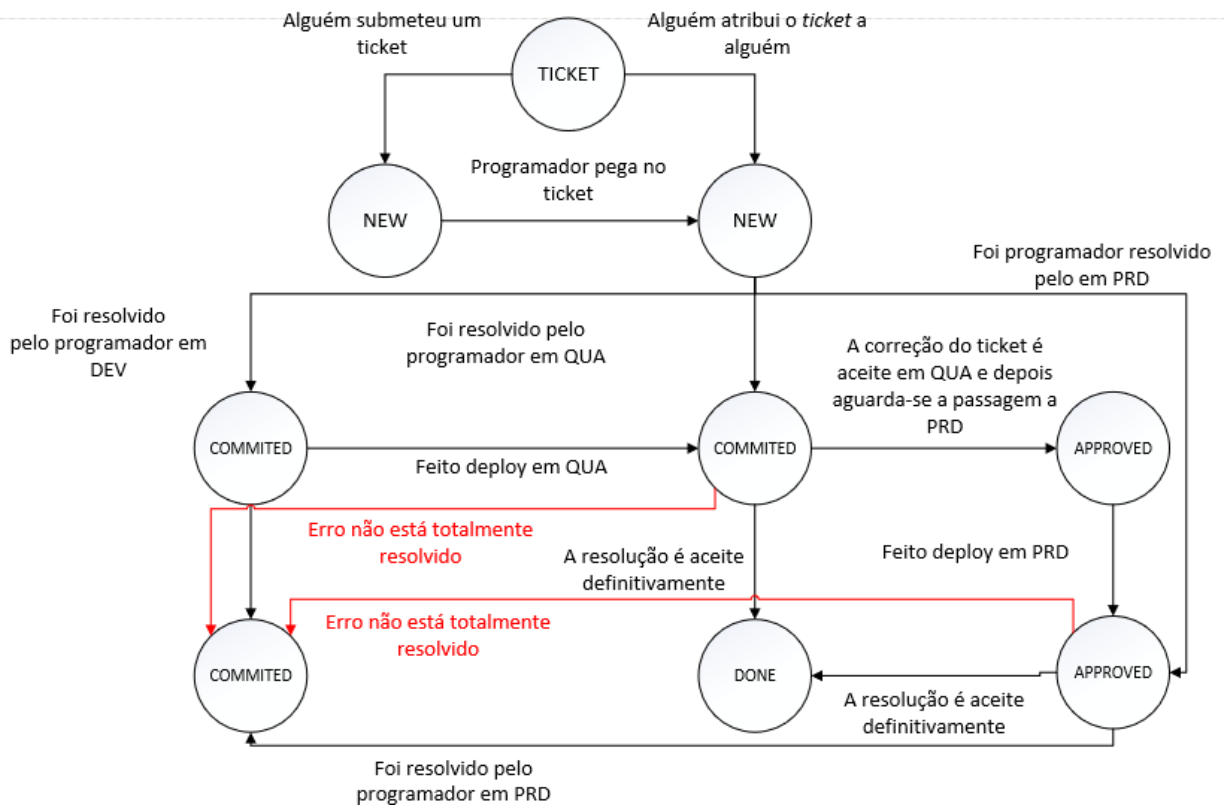 Alguém submeteu um
ticket
Alguém atribui o ticket a
alguém
TICKET
Programador pega no
ticket
NEW
NEW
Foi programador resolvido
pelo em PRD
Foi resolvido
pelo programador em
DEV
Foi resolvido pelo
programador em QUA
A correção do ticket é
aceite em QUA e depois
aguarda-se a passagem a
PRD
COMMITED
COMMITED
APPROVED
Feito deploy em QUA
Erro não está totalmente
resolvido
A resolução é aceite
definitivamente
Feito deploy em PRD
Erro não está totalmente
resolvido
COMMITED
DONE
APPROVED
A resolução é aceite
definitivamente
Foi resolvido pelo
programador em PRD